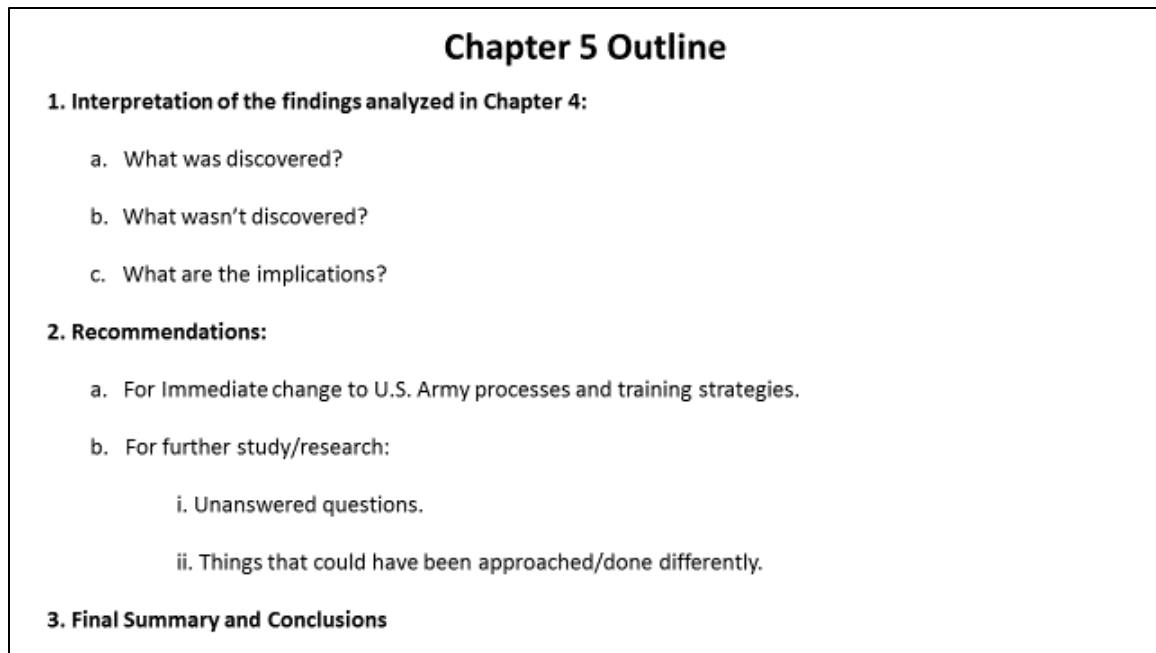 Chapter 5 Outline
1. Interpretation of the findings analyzed in Chapter 4:
a. What was discovered?
b. What wasn't discovered?
c. What are the implications?
2. Recommendations:
a. For Immediate change to U.S. Army processes and training strategies.
b. For further study/research:
i. Unanswered questions.
ii. Things that could have been approached/done differently.
3. Final Summary and Conclusions